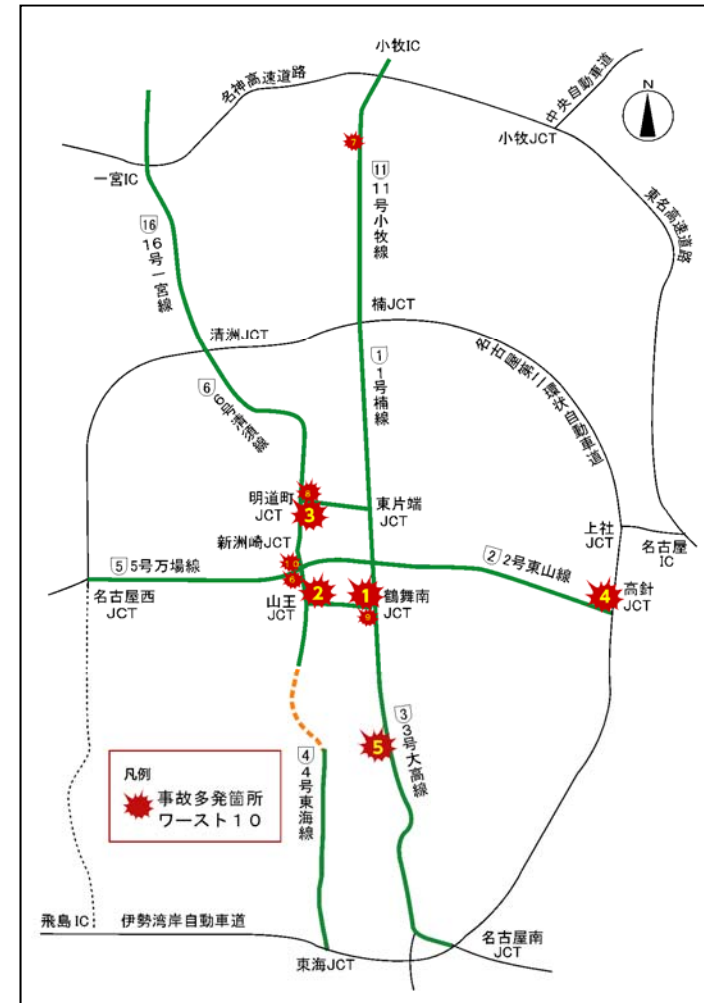 小牧IC
名神高速道路
中央自動車道
N
小牧JCT
7
一宮IC
11
11号小牧線
東名高速道路
16
16号一宮線
楠JCT
清洲JCT
1
1号楠線
名古屋第二環状自動車道
6
6号清須線
8
明道町
JCT
3
東片端
JCT
新洲崎JCT
上社
JCT
名古屋
IC
10
6
5
5号万場線
2
2号東山線
名古屋西
JCT
2
山王
JCT
1
鶴舞南
JCT
9
4
高針
JCT
3
3号大高線
5
4
4号東海線
凡例
事故多発箇所
ワースト10
飛島IC
伊勢湾岸自動車道
東海JCT
名古屋南
JCT